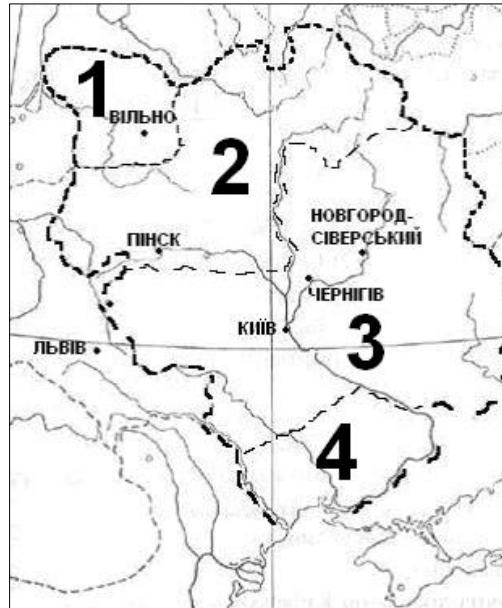 1
ВІЛЬНО
2
НОВГОРОД-
СІВЕРСЬКИЙ
ПІНСК
ЧЕРНІГІВ
КИЇВ
3
ЛЬВІВ
4